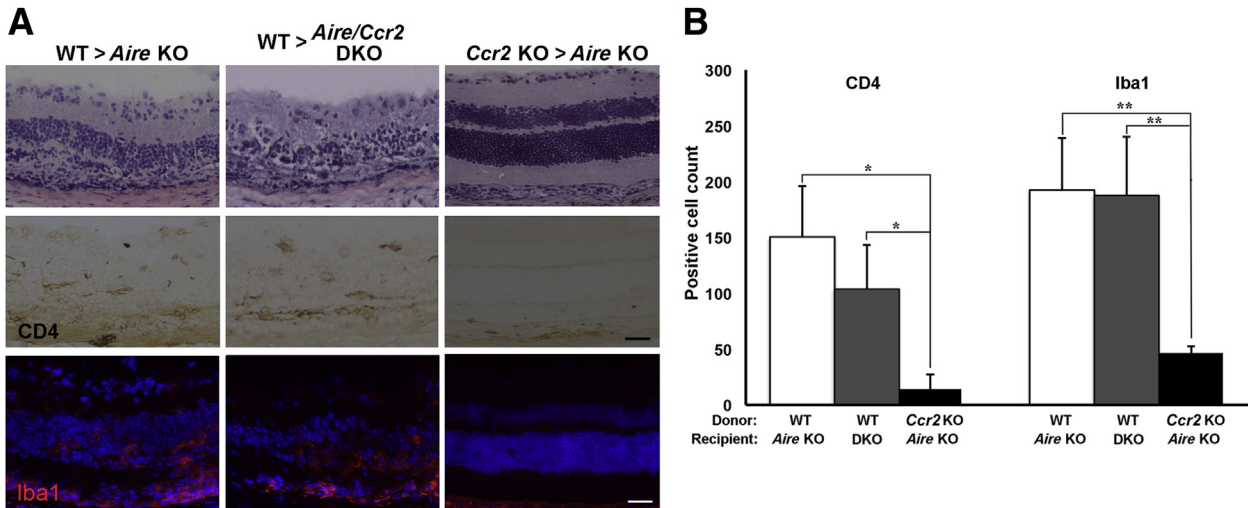 A
WT > Aire KO
WT > Aire/Ccr2 DKO
Ccr2 KO > Aire KO
CD4
Iba1
B
CD4
Iba1
Positive cell count
300
250
200
150
100
50
0
*
*
**
**
Donor: WT WT Ccr2 KO WT WT Ccr2 KO
Recipient: Aire KO DKO Aire KO Aire KO DKO Aire KO